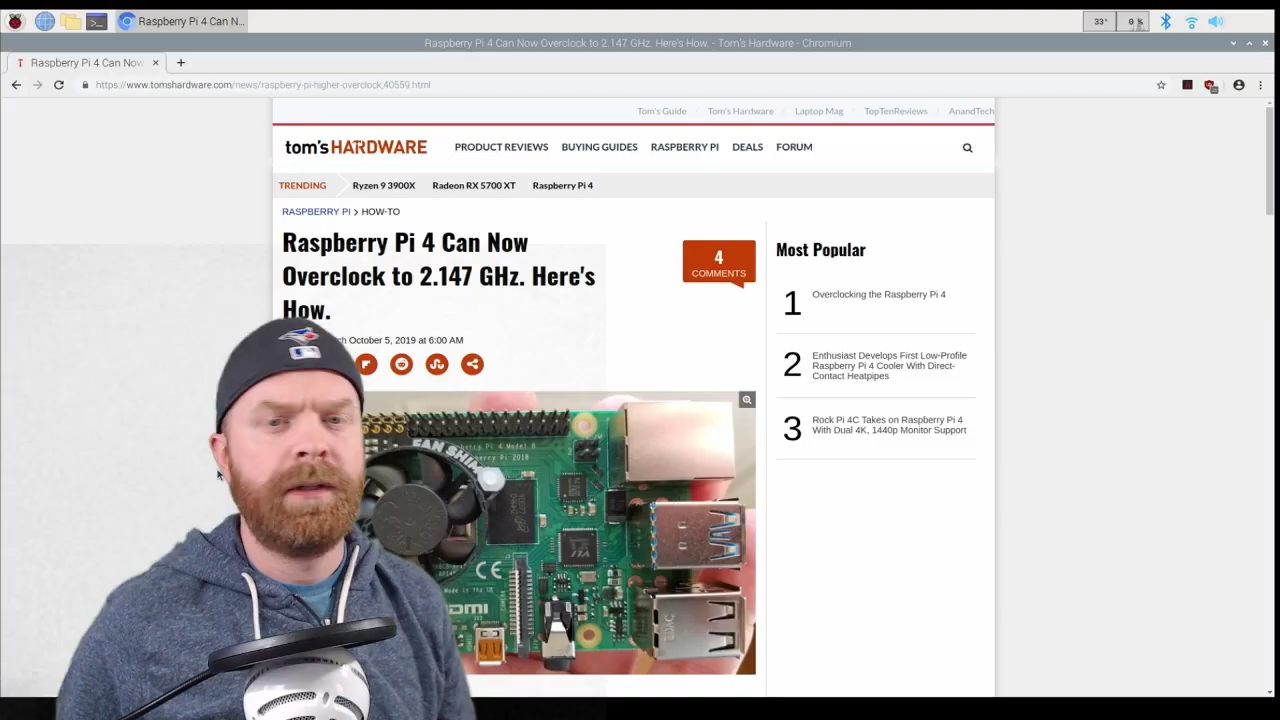 Raspberry Pi 4 Can N...
33°
0 %
Raspberry Pi 4 Can Now Overclock to 2.147 GHz. Here's How. - Tom's Hardware - Chromium
T Raspberry Pi 4 Can Now
https://www.tomshardware.com/news/raspberry-pi-higher-overclock,40559.html
Tom's Guide
Tom's Hardware
Laptop Mag
TopTenReviews
AnandTech
tom's HARDWARE
PRODUCT REVIEWS
BUYING GUIDES
RASPBERRY PI
DEALS
FORUM
TRENDING
Ryzen 9 3900X
Radeon RX 5700 XT
Raspberry Pi 4
RASPBERRY PI > HOW-TO
Raspberry Pi 4 Can Now
Overclock to 2.147 GHz. Here's
How.
4
COMMENTS
October 5, 2019 at 6:00 AM
Most Popular
1
Overclocking the Raspberry Pi 4
2
Enthusiast Develops First Low-Profile
Raspberry Pi 4 Cooler With Direct-
Contact Heatpipes
3
Rock Pi 4C Takes on Raspberry Pi 4
With Dual 4K, 1440p Monitor Support
FAN SHIM
Pi 4 Model B
Pi 2018
CE
HDMI